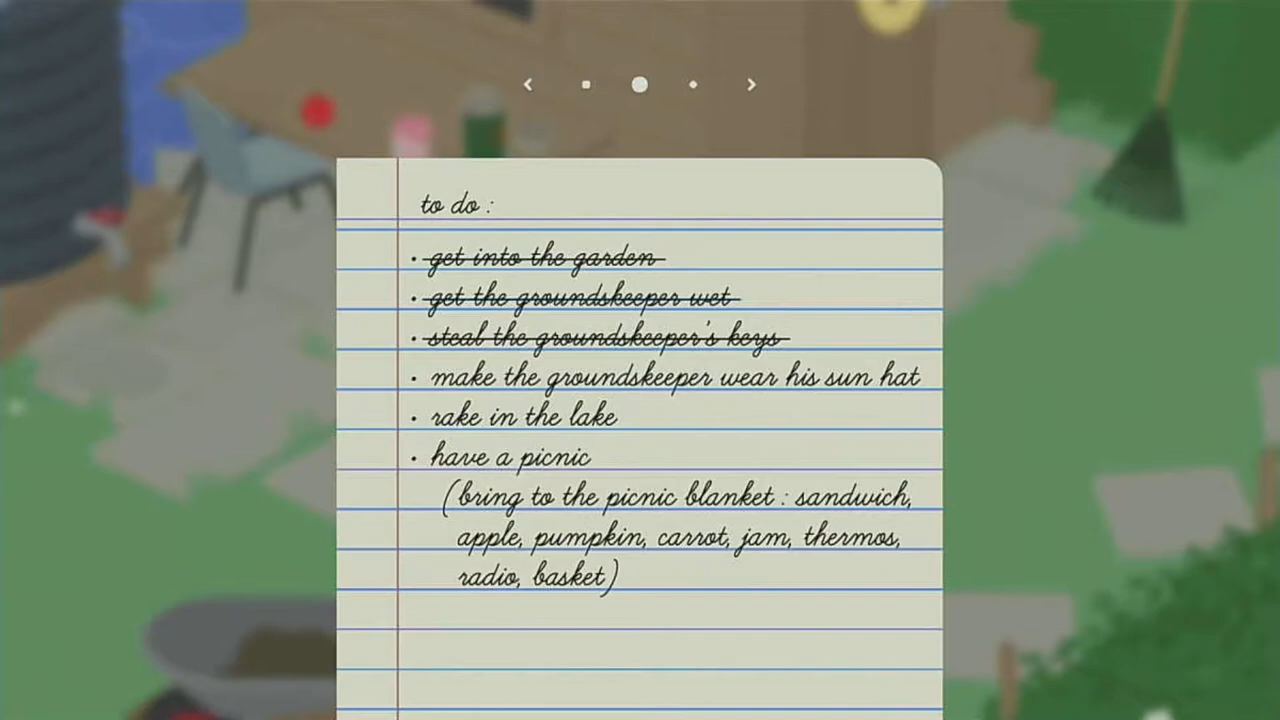 to do :
• get into the garden
• get the groundskeeper wet
• steal the groundskeeper's keys
• make the groundskeeper wear his sun hat
• rake in the lake
• have a picnic
(bring to the picnic blanket : sandwich,
apple, pumpkin, carrot, jam, thermos,
radio, basket)